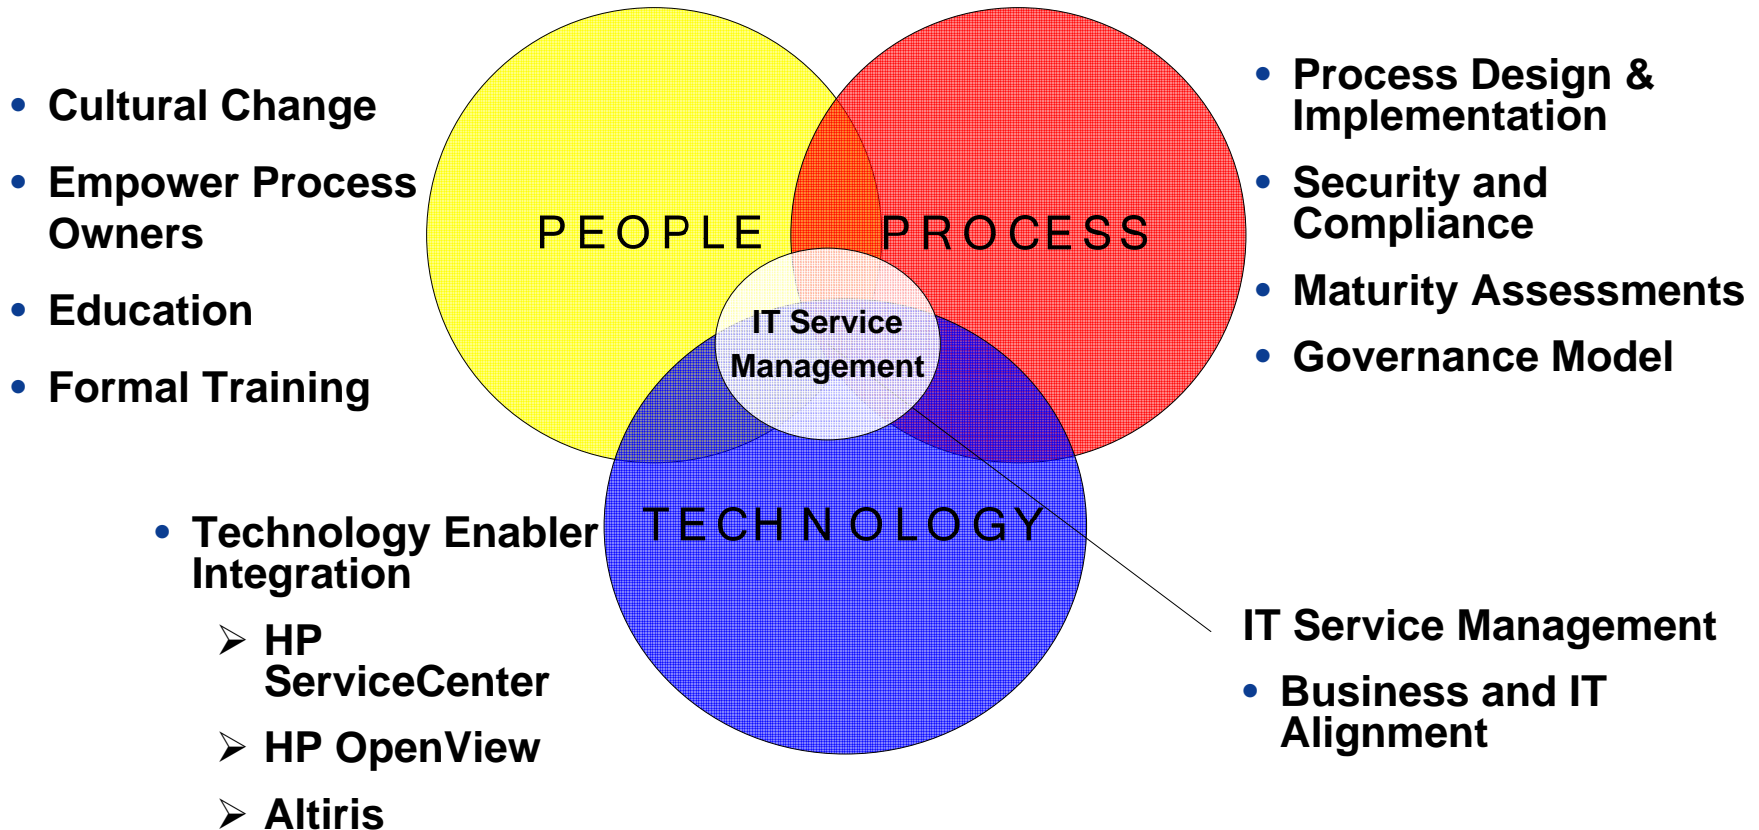 • Cultural Change
• Empower Process
Owners
• Education
• Formal Training
PEOPLE
PROCESS
IT Service
Management
TECHNOLOGY
• Process Design &
Implementation
• Security and
Compliance
• Maturity Assessments
• Governance Model
• Technology Enabler
Integration
➢ HP
ServiceCenter
➢ HP OpenView
➢ Altiris
IT Service Management
• Business and IT
Alignment